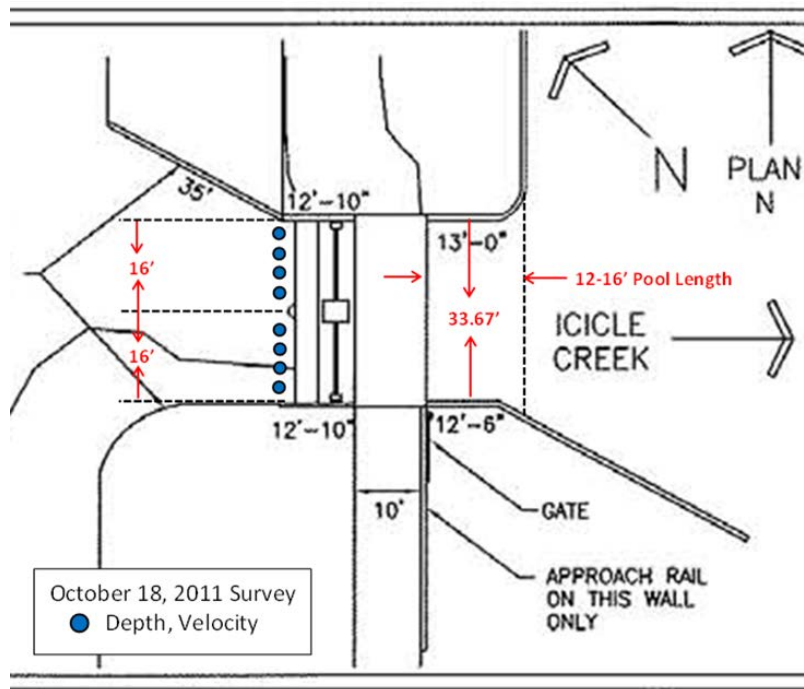 35'
12'-10"
N
PLAN
N
16'
13'-0"
12-16' Pool Length
33.67'
ICICLE
CREEK
16'
12'-10"
12'-6"
10'
GATE
APPROACH RAIL
ON THIS WALL
ONLY
October 18, 2011 Survey
Depth, Velocity